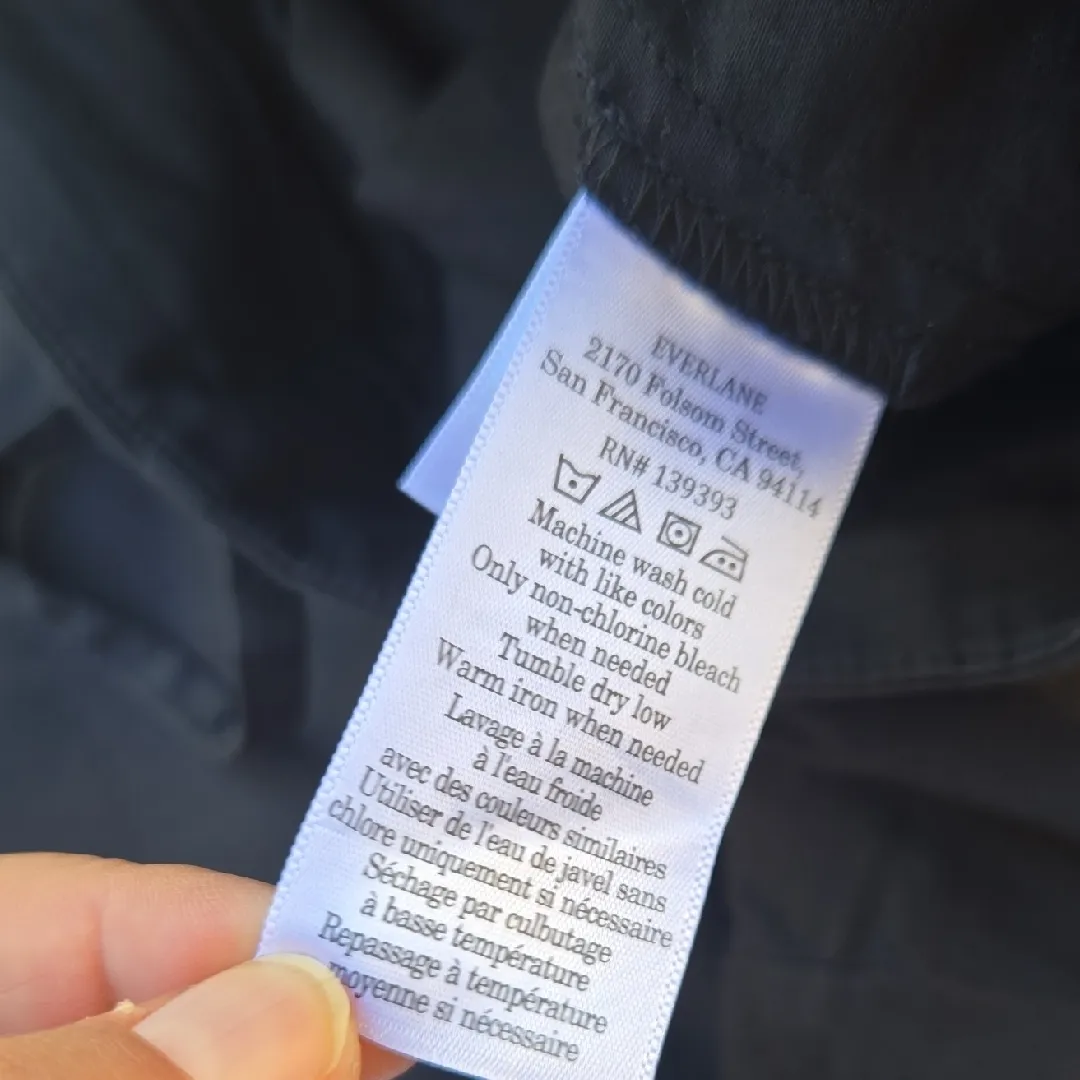 EVERLANE
2170 Folsom Street,
San Francisco, CA 94114
RN# 139393
Machine wash cold
with like colors
Only non-chlorine bleach
when needed
Tumble dry low
Warm iron when needed
Lavage à la machine
à l'eau froide
avec des couleurs similaires
Utiliser de l'eau de javel sans
chlore uniquement si nécessaire
Séchage par culbutage
à basse température
Repassage à température
moyenne si nécessaire